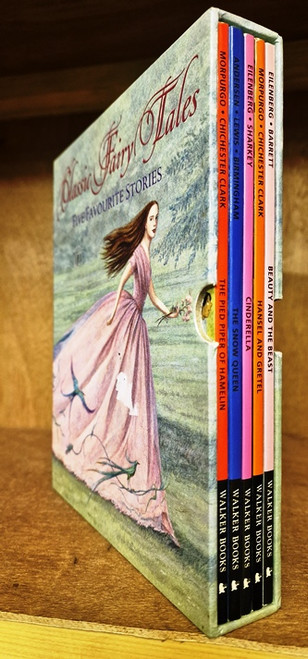 Classic Fairy Tales
FIVE FAVOURITE STORIES
MORPURGO • CHICHESTER CLARK THE PIED PIPER OF HAMELIN WALKER BOOKS
ANDERSEN • LEWIS • BIRMINGHAM THE SNOW QUEEN WALKER BOOKS
EILENBERG • SHARKEY CINDERELLA WALKER BOOKS
MORPURGO • CHICHESTER CLARK HANSEL AND GRETEL WALKER BOOKS
EILENBERG • BARRETT BEAUTY AND THE BEAST WALKER BOOKS